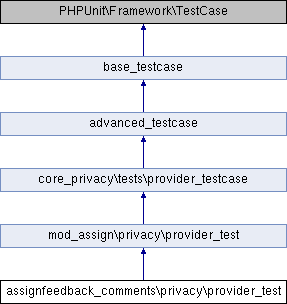 PHPUnit\Framework\TestCase
base_testcase
advanced_testcase
core_privacy\tests\provider_testcase
mod_assign\privacy\provider_test
assignfeedback_comments\privacy\provider_test